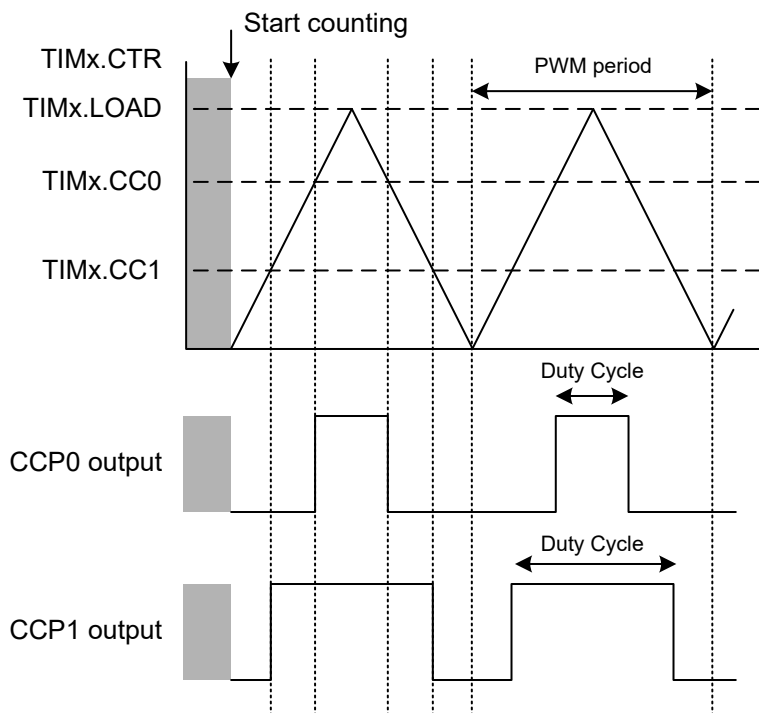 Start counting
TIMx.CTR
PWM period
TIMx.LOAD
TIMx.CC0
TIMx.CC1
Duty Cycle
CCP0 output
Duty Cycle
CCP1 output